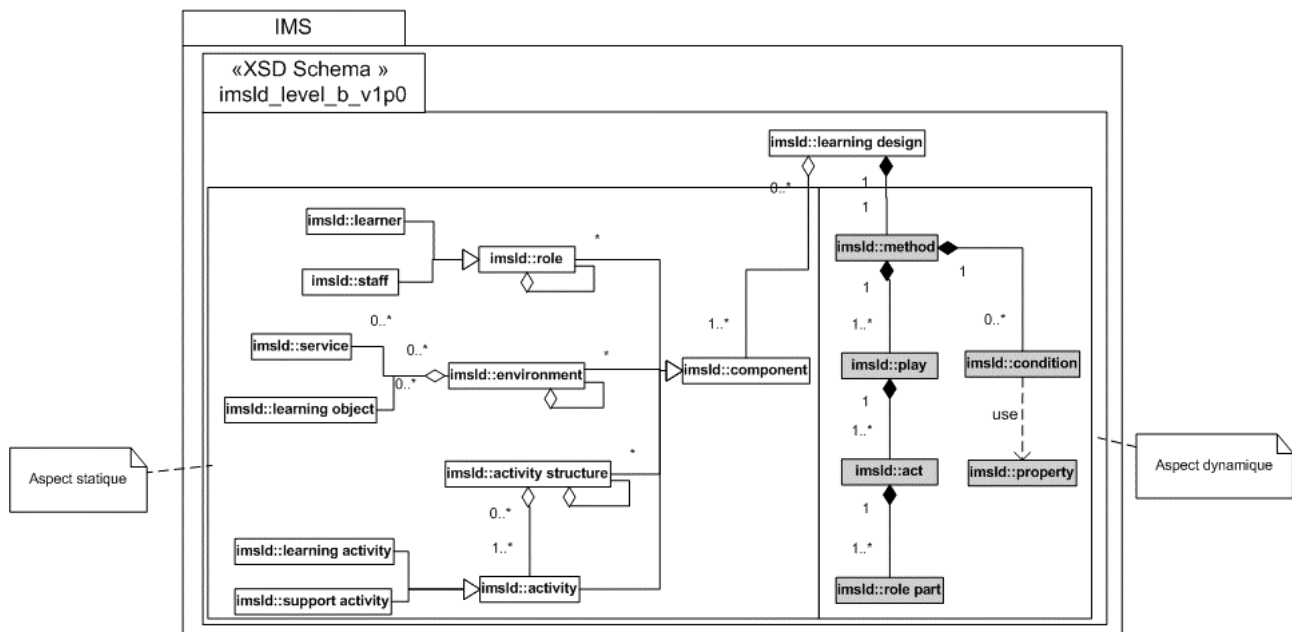 IMS
«XSD Schema »
imsld_level_b_v1p0
imsld::learning design
0..*
1
1
imsld::learner
imsld::role
*
imsld::staff
imsld::method
1
1
0..*
0..*
0..*
imsld::service
imsld::environment
*
imsld::learning object
1..*
imsld::component
1..*
0..*
imsld::play
imsld::condition
1
use
1..*
Aspect statique
imsld::activity structure
*
0..*
1..*
imsld::act
imsld::property
Aspect dynamique
1
1..*
imsld::learning activity
imsld::support activity
imsld::activity
imsld::role part